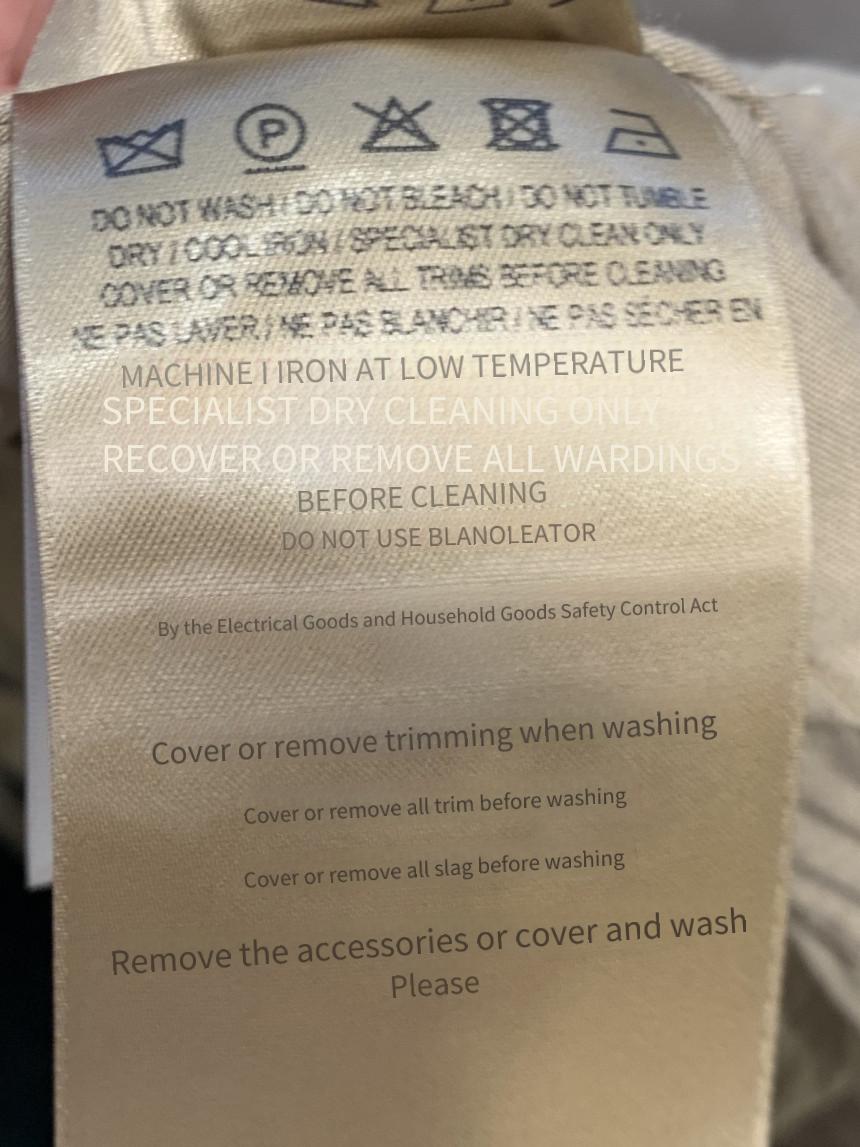 DO NOT WASH / DO NOT BLEACH / DO NOT TUMBLE
DRY / COOL IRON / SPECIALIST DRY CLEAN ONLY
COVER OR REMOVE ALL TRIMS BEFORE CLEANING
NE PAS LAVER / NE PAS BLANCHIR / NE PAS SÉCHER EN
MACHINE I IRON AT LOW TEMPERATURE
SPECIALIST DRY CLEANING ONLY
RECOVER OR REMOVE ALL WARDINGS
BEFORE CLEANING
DO NOT USE BLANOLEATOR
By the Electrical Goods and Household Goods Safety Control Act
Cover or remove trimming when washing
Cover or remove all trim before washing
Cover or remove all slag before washing
Remove the accessories or cover and wash
Please